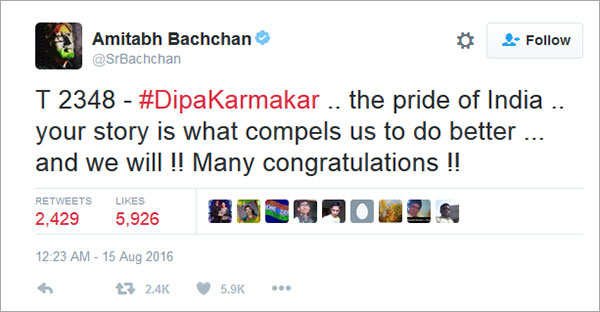 Amitabh Bachchan
@SrBachchan
Follow
T 2348 - #DipaKarmakar .. the pride of India ..
your story is what compels us to do better ...
and we will !! Many congratulations !!
RETWEETS LIKES
2,429 5,926
12:23 AM - 15 Aug 2016
2.4K 5.9K